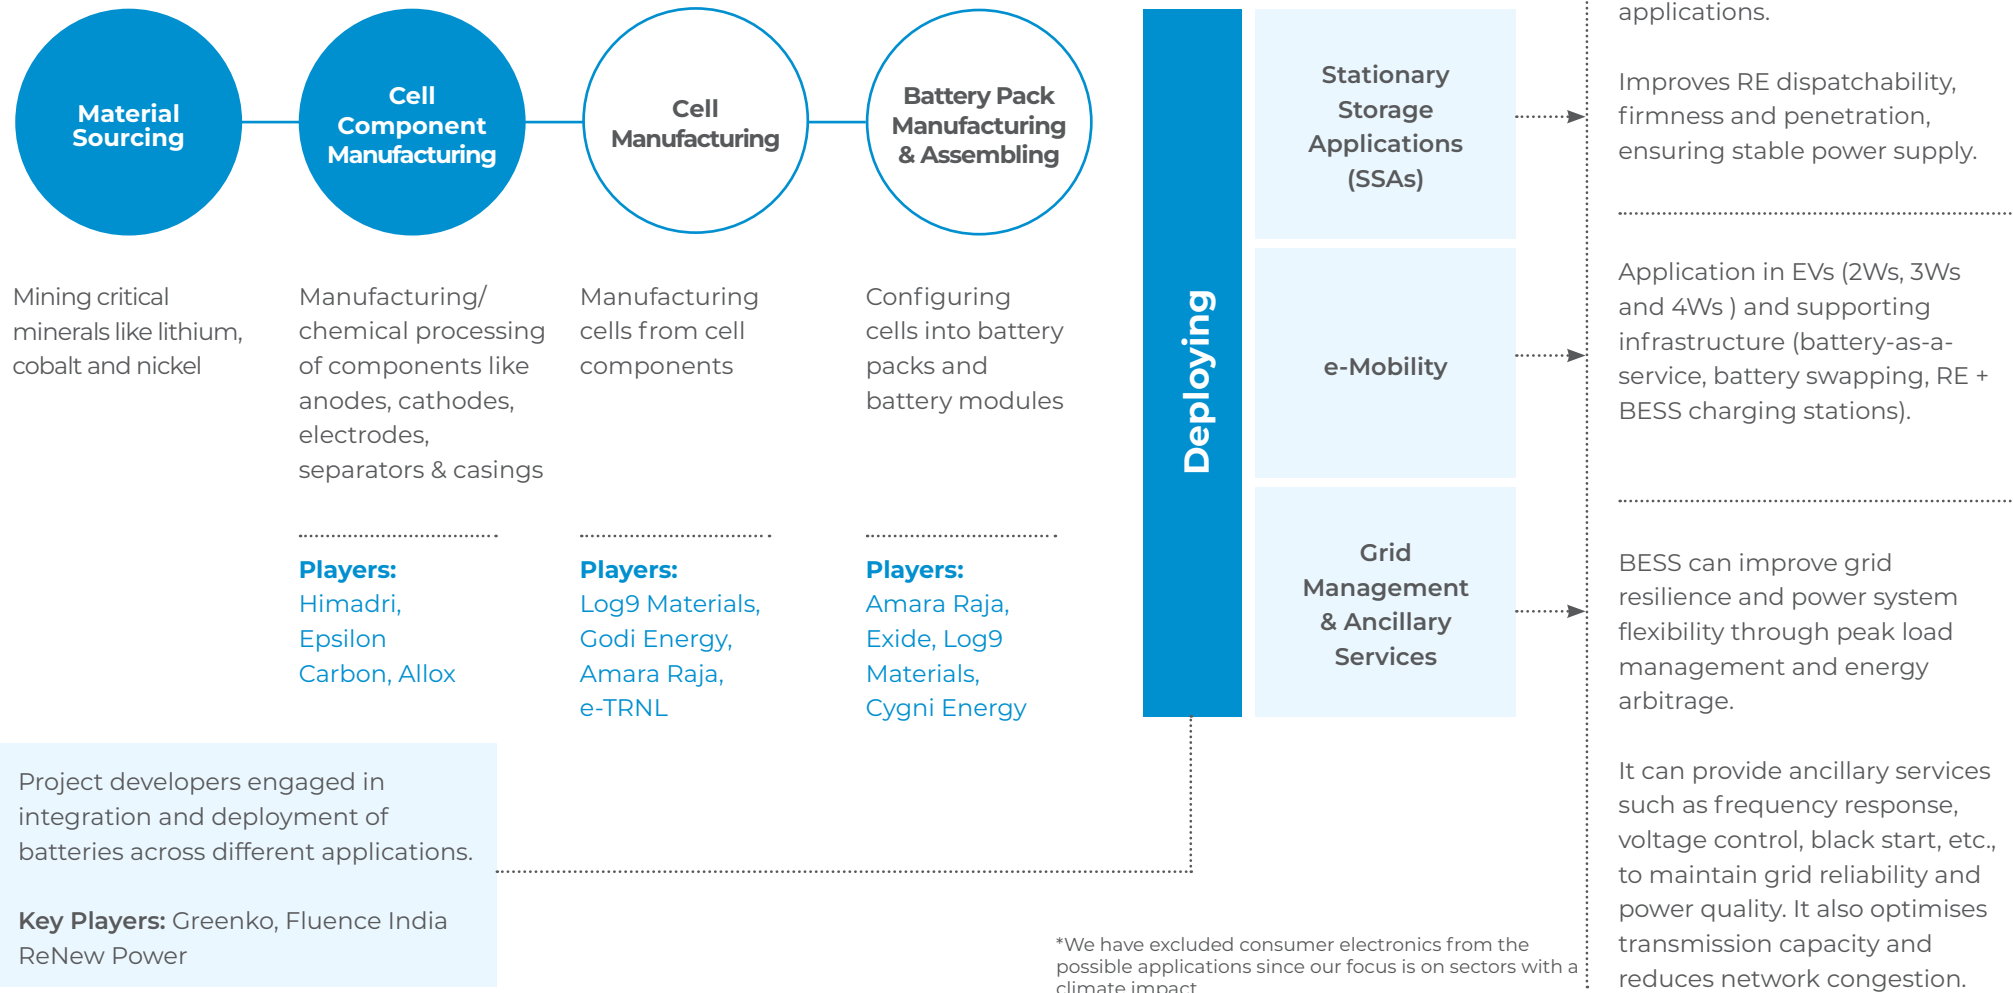 Material
Sourcing
Cell
Component
Manufacturing
Cell
Manufacturing
Battery Pack
Manufacturing
& Assembling
Mining critical
minerals like lithium,
cobalt and nickel
Manufacturing/
chemical processing
of components like
anodes, cathodes,
electrodes,
separators & casings
Manufacturing
cells from cell
components
Configuring
cells into battery
packs and
battery modules
Players:
Himadri,
Epsilon
Carbon, Allox
Players:
Log9 Materials,
Godi Energy,
Amara Raja,
e-TRNL
Players:
Amara Raja,
Exide, Log9
Materials,
Cygni Energy
Project developers engaged in
integration and deployment of
batteries across different applications.
Key Players: Greenko, Fluence India
ReNew Power
Deploying
Stationary
Storage
Applications
(SSAs)
applications.
Improves RE dispatchability,
firmness and penetration,
ensuring stable power supply.
e-Mobility
Application in EVs (2Ws, 3Ws
and 4Ws ) and supporting
infrastructure (battery-as-a-
service, battery swapping, RE +
BESS charging stations).
Grid
Management
& Ancillary
Services
BESS can improve grid
resilience and power system
flexibility through peak load
management and energy
arbitrage.
It can provide ancillary services
such as frequency response,
voltage control, black start, etc.,
to maintain grid reliability and
power quality. It also optimises
transmission capacity and
reduces network congestion.
*We have excluded consumer electronics from the
possible applications since our focus is on sectors with a
climate impact